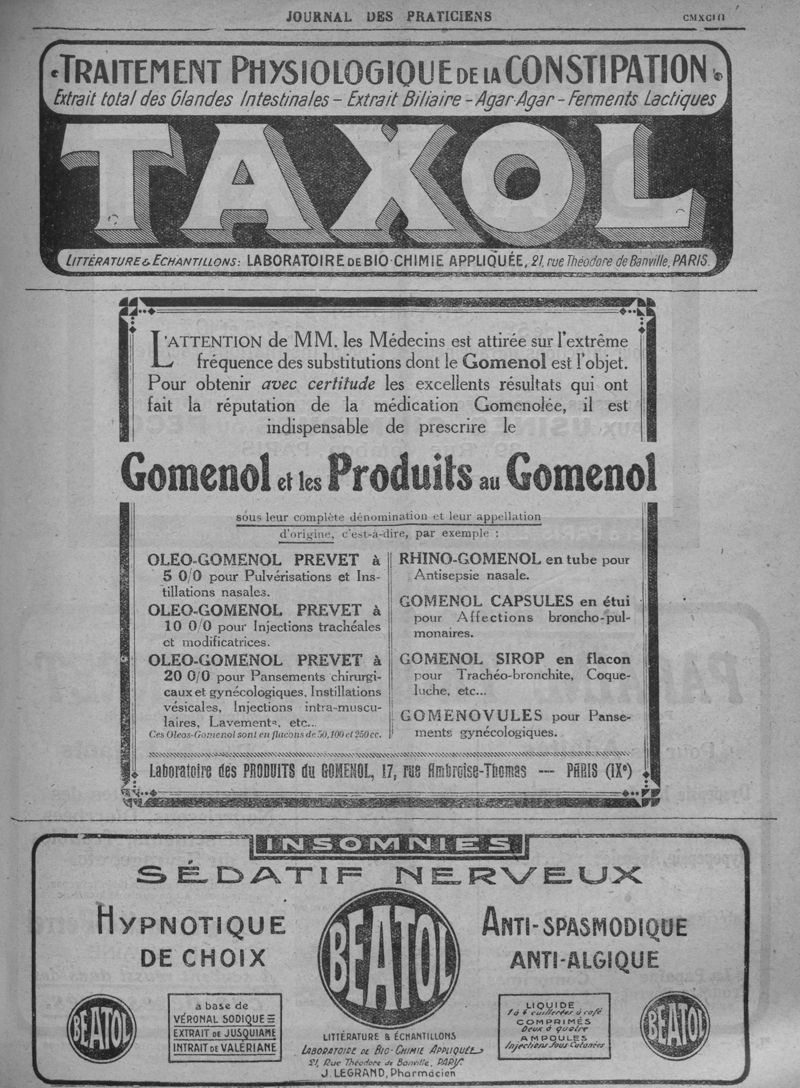 JOURNAL DES PRATICIENS
CMXCIII
«TRAITEMENT PHYSIOLOGIQUE DE LA CONSTIPATION»
Extrait total des Glandes Intestinales - Extrait Biliaire - Agar-Agar - Ferments Lactiques
TAXOL
LITTÉRATURE & ECHANTILLONS: LABORATOIRE DE BIO-CHIMIE APPLIQUÉE, 21, rue Théodore de Banville, PARIS.
L'ATTENTION de MM. les Médecins est attirée sur l'extrême
fréquence des substitutions dont le Gomenol est l'objet.
Pour obtenir avec certitude les excellents résultats qui ont
fait la réputation de la médication Gomenolée, il est
indispensable de prescrire le
Gomenol et les Produits au Gomenol
sous leur complète dénomination et leur appellation
d'origine, c'est-à-dire, par exemple :
OLEO-GOMENOL PREVET à
5 0/0 pour Pulvérisations et Ins-
tillations nasales.
OLEO-GOMENOL PREVET à
10 0/0 pour Injections trachéales
et modificatrices.
OLEO-GOMENOL PREVET à
20 0/0 pour Pansements chirurgi-
caux et gynécologiques, Instillations
vésicales, Injections intra-muscu-
laires, Lavements, etc...
Ces Oleos-Gomenol sont en flacons de 50, 100 et 250 cc.
RHINO-GOMENOL en tube pour
Antisepsie nasale.
GOMENOL CAPSULES en étui
pour Affections broncho-pul-
monaires.
GOMENOL SIROP en flacon
pour Trachéo-bronchite, Coque-
luche, etc...
GOMENOVULES pour Panse-
ments gynécologiques.
Laboratoire des PRODUITS du GOMENOL, 17, rue Ambroise-Thomas — PARIS (IXe)
INSOMNIES
SÉDATIF NERVEUX
HYPNOTIQUE
DE CHOIX
BEATOL
ANTI-SPASMODIQUE
ANTI-ALGIQUE
BEATOL
à base de
VÉRONAL SODIQUE
EXTRAIT DE JUSQUIAME
INTRAIT DE VALÉRIANE
LITTÉRATURE & ÉCHANTILLONS
LABORATOIRE DE BIO-CHIMIE APPLIQUÉE
21, Rue Théodore de Banville, PARIS
J. LEGRAND, Pharmacien
LIQUIDE
1 à 4 cuillerées à café
COMPRIMÉS
Deux à quatre
AMPOULES
Injections Sous Cutanées
BEATOL